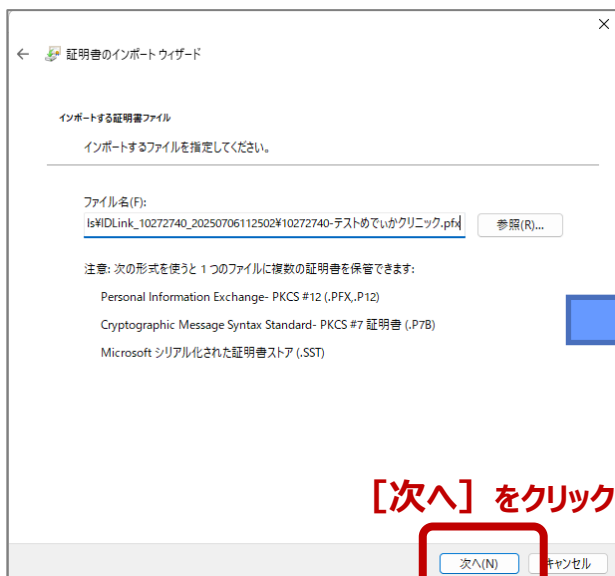 ×
← 証明書のインポート ウィザード
インポートする証明書ファイル
インポートするファイルを指定してください。
ファイル名(F):
ls¥IDLink_10272740_20250706112502¥10272740-テストめでぃかクリニック.pfx
参照(R)...
注意: 次の形式を使うと 1 つのファイルに複数の証明書を保管できます:
Personal Information Exchange- PKCS #12 (.PFX,.P12)
Cryptographic Message Syntax Standard- PKCS #7 証明書 (.P7B)
Microsoft シリアル化された証明書ストア (.SST)
［次へ］をクリック
次へ(N)
キャンセル